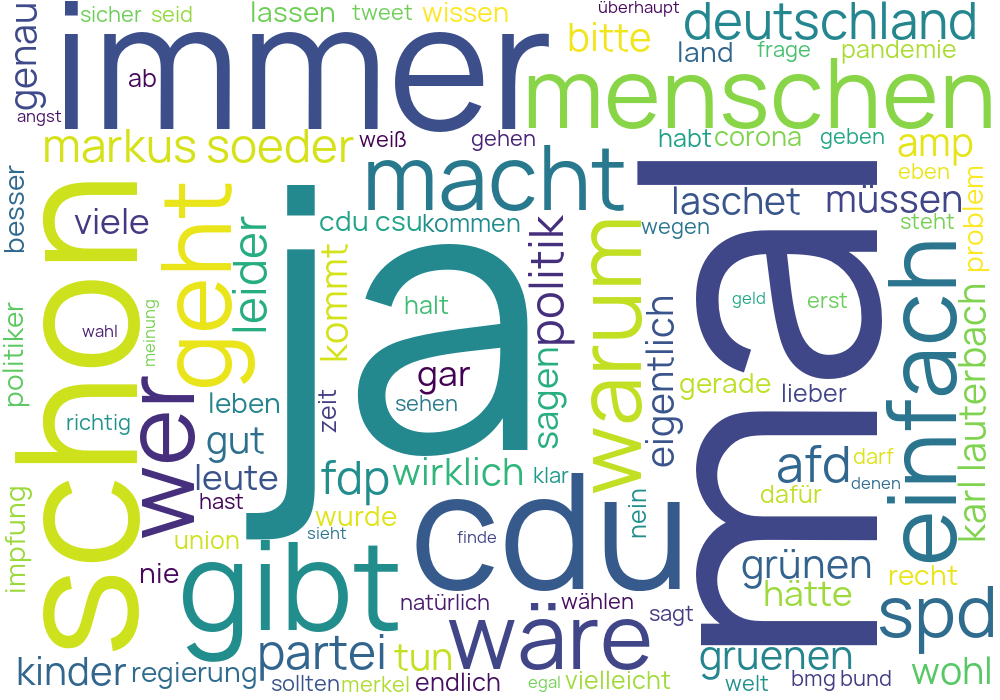 genau
sicher seid
lassen
tweet
wissen
überhaupt
deutschland
bitte
land
frage
pandemie
immer
ab
angst
menschen
markus soeder
weiß
gehen
habt
corona
geben
amp
macht
eben
besser
viele
schon
geht
leider
ja
cdu csu
kommen
politik
wegen
laschet
müssen
steht
problem
mal
warum
kommt
halt
geld
erst
einfach
politiker
wahl
meinung
wer
gar
sagen
eigentlich
gerade
lieber
karl lauterbach
richtig
leben
zeit
sehen
gut
leute
fdp
wirklich
klar
afd
darf
denen
dafür
impfung
hast
wurde
union
sieht
cdu
finde
nein
nie
gibt
natürlich
wählen
wäre
sagt
grünen
hätte
recht
spd
kinder
regierung
partei
tun
gruenen
wohl
sollten
merkel
endlich
egal
vielleicht
welt
bmg
bund